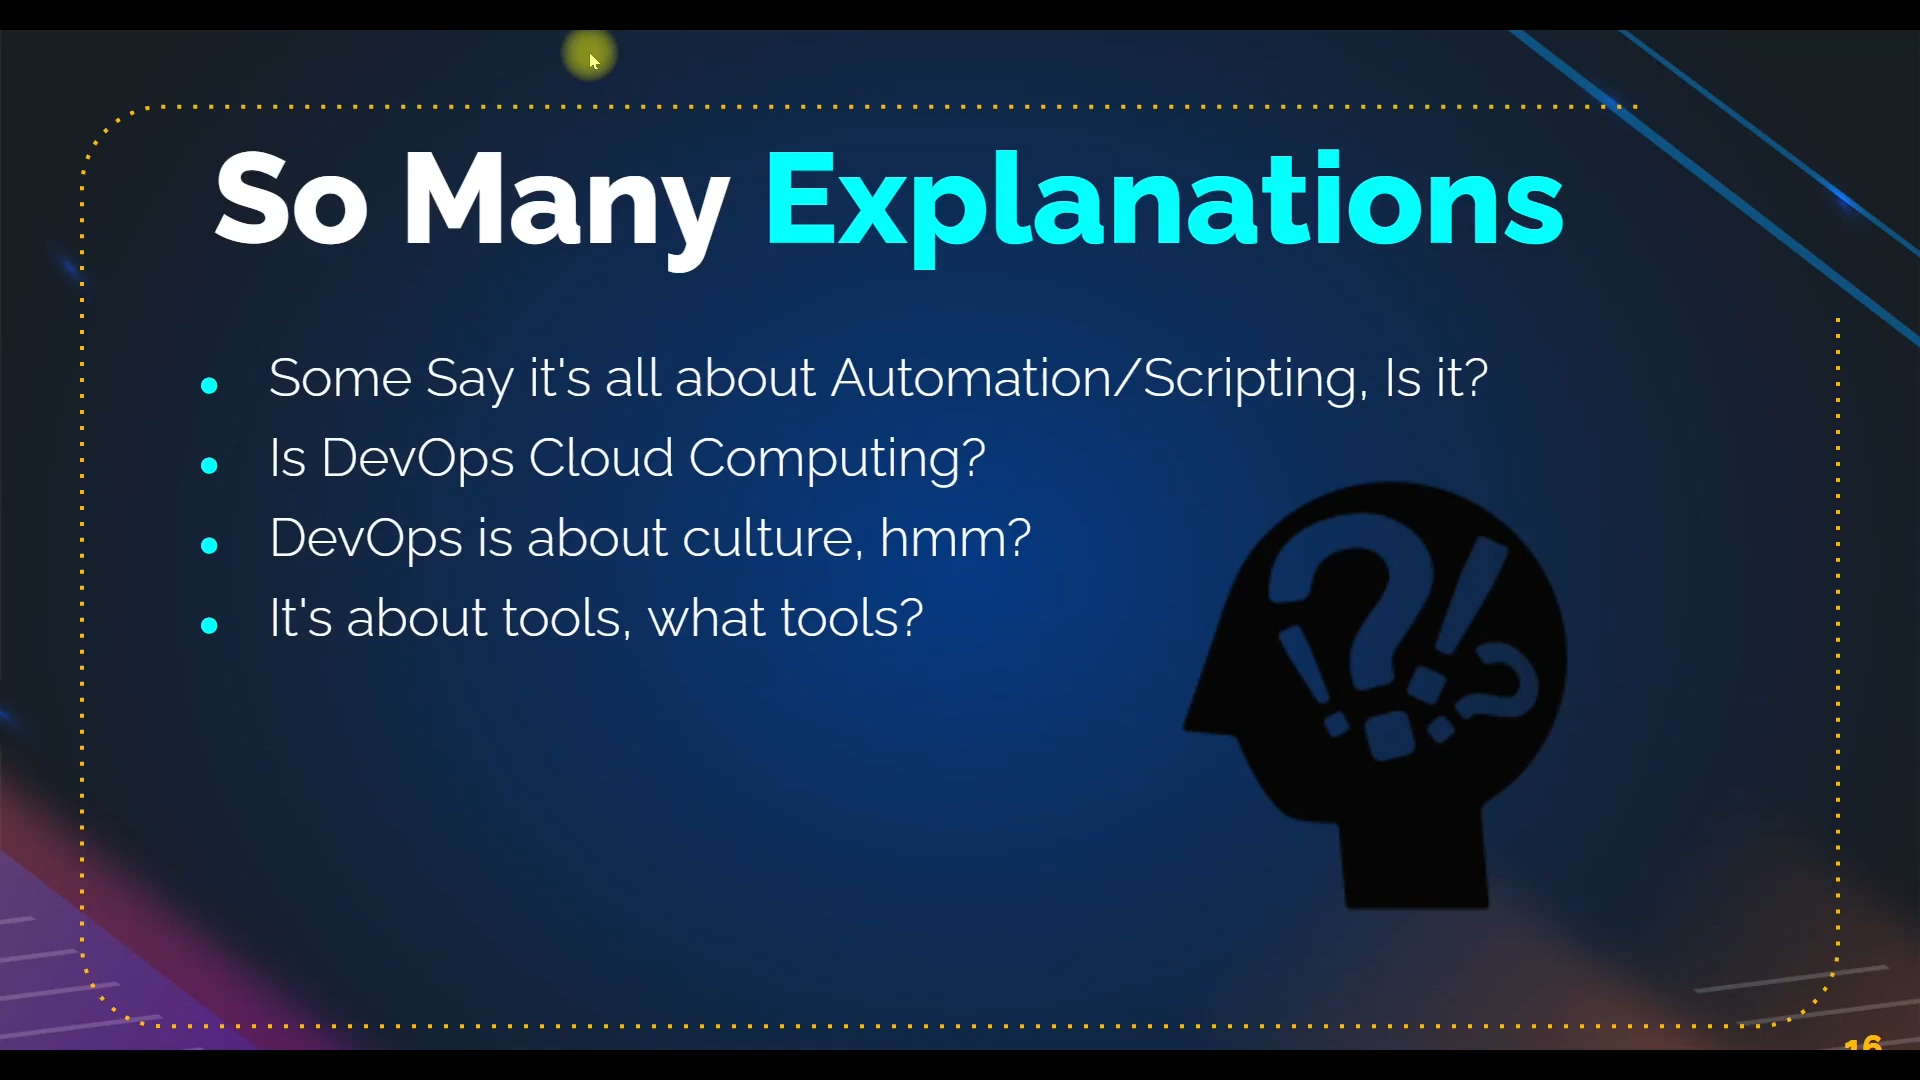 So Many Explanations
Some Say it's all about Automation/Scripting, Is it?
Is DevOps Cloud Computing?
DevOps is about culture, hmm?
It's about tools, what tools?
16